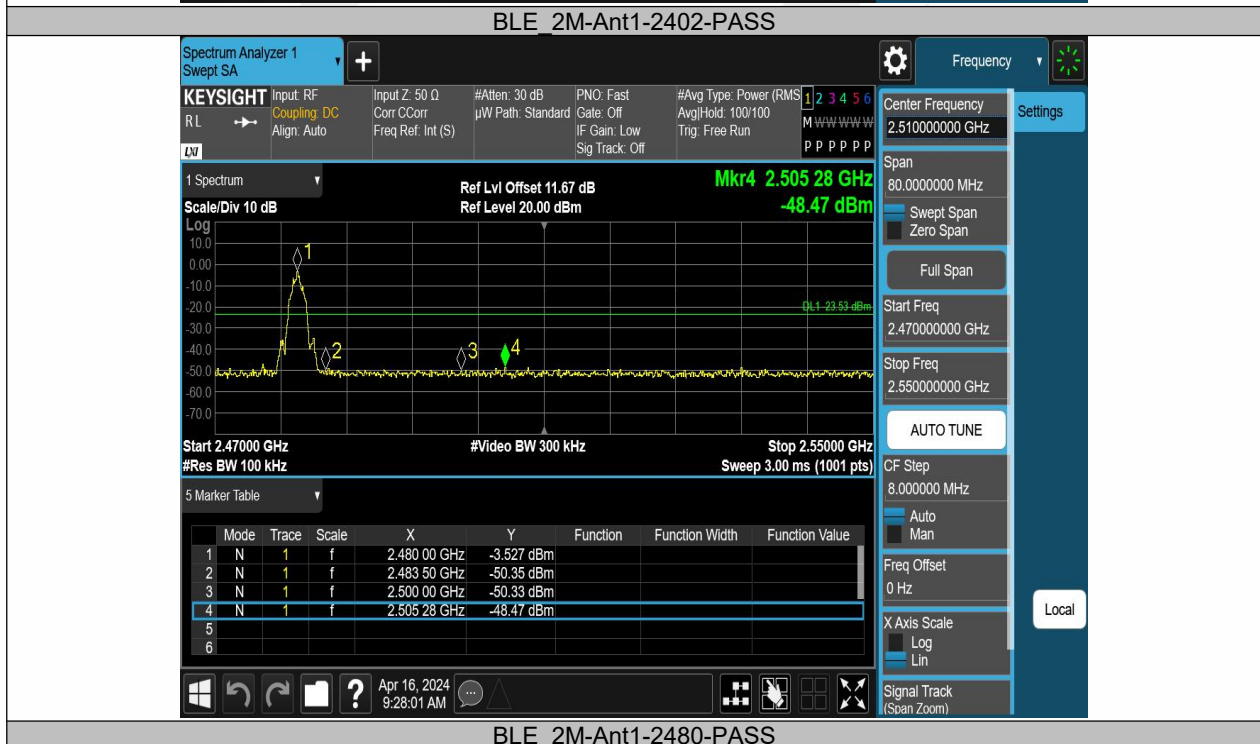 BLE_2M-Ant1-2402-PASS
Spectrum Analyzer 1
Swept SA
+
Frequency
KEYSIGHT Input: RF Input Z: 50 Ω #Atten: 30 dB PNO: Fast #Avg Type: Power (RMS 1 2 3 4 5 6
RL Coupling: DC Corr CCorr µW Path: Standard Gate: Off Avg|Hold: 100/100 M W W W W W
Align: Auto Freq Ref: Int (S) IF Gain: Low Trig: Free Run
LXI Sig Track: Off P P P P P P
1 Spectrum
Ref Lvl Offset 11.67 dB
Mkr4 2.505 28 GHz
Scale/Div 10 dB Ref Level 20.00 dBm -48.47 dBm
Log
10.0
0.00
-10.0
-20.0
-30.0
-40.0
-50.0
-60.0
-70.0
1
DL1 -23.53 dBm
2
3
4
Start 2.47000 GHz #Video BW 300 kHz Stop 2.55000 GHz
#Res BW 100 kHz Sweep 3.00 ms (1001 pts)
5 Marker Table
Mode Trace Scale X Y Function Function Width Function Value
1 N 1 f 2.480 00 GHz -3.527 dBm
2 N 1 f 2.483 50 GHz -50.35 dBm
3 N 1 f 2.500 00 GHz -50.33 dBm
4 N 1 f 2.505 28 GHz -48.47 dBm
5
6
?
Apr 16, 2024
9:28:01 AM
Center Frequency
2.510000000 GHz
Settings
Span
80.0000000 MHz
Swept Span
Zero Span
Full Span
Start Freq
2.470000000 GHz
Stop Freq
2.550000000 GHz
AUTO TUNE
CF Step
8.000000 MHz
Auto
Man
Freq Offset
0 Hz
Local
X Axis Scale
Log
Lin
Signal Track
(Span Zoom)
BLE_2M-Ant1-2480-PASS